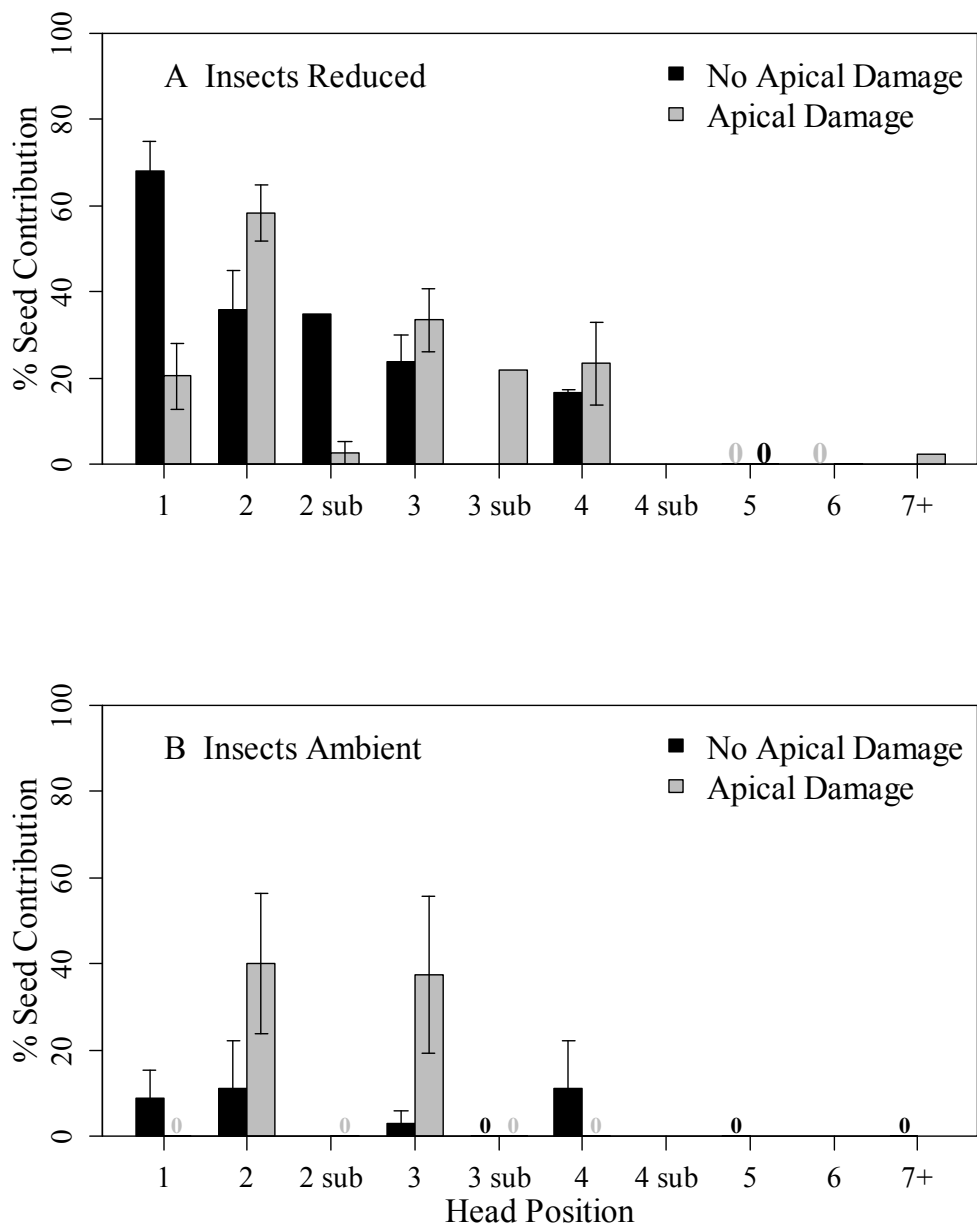 A Insects Reduced
No Apical Damage
Apical Damage
% Seed Contribution
100
80
60
40
20
0
0 0 0
1 2 2 sub 3 3 sub 4 4 sub 5 6 7+
B Insects Ambient
No Apical Damage
Apical Damage
% Seed Contribution
100
80
60
40
20
0
0 0 0 0 0 0 0
1 2 2 sub 3 3 sub 4 4 sub 5 6 7+
Head Position